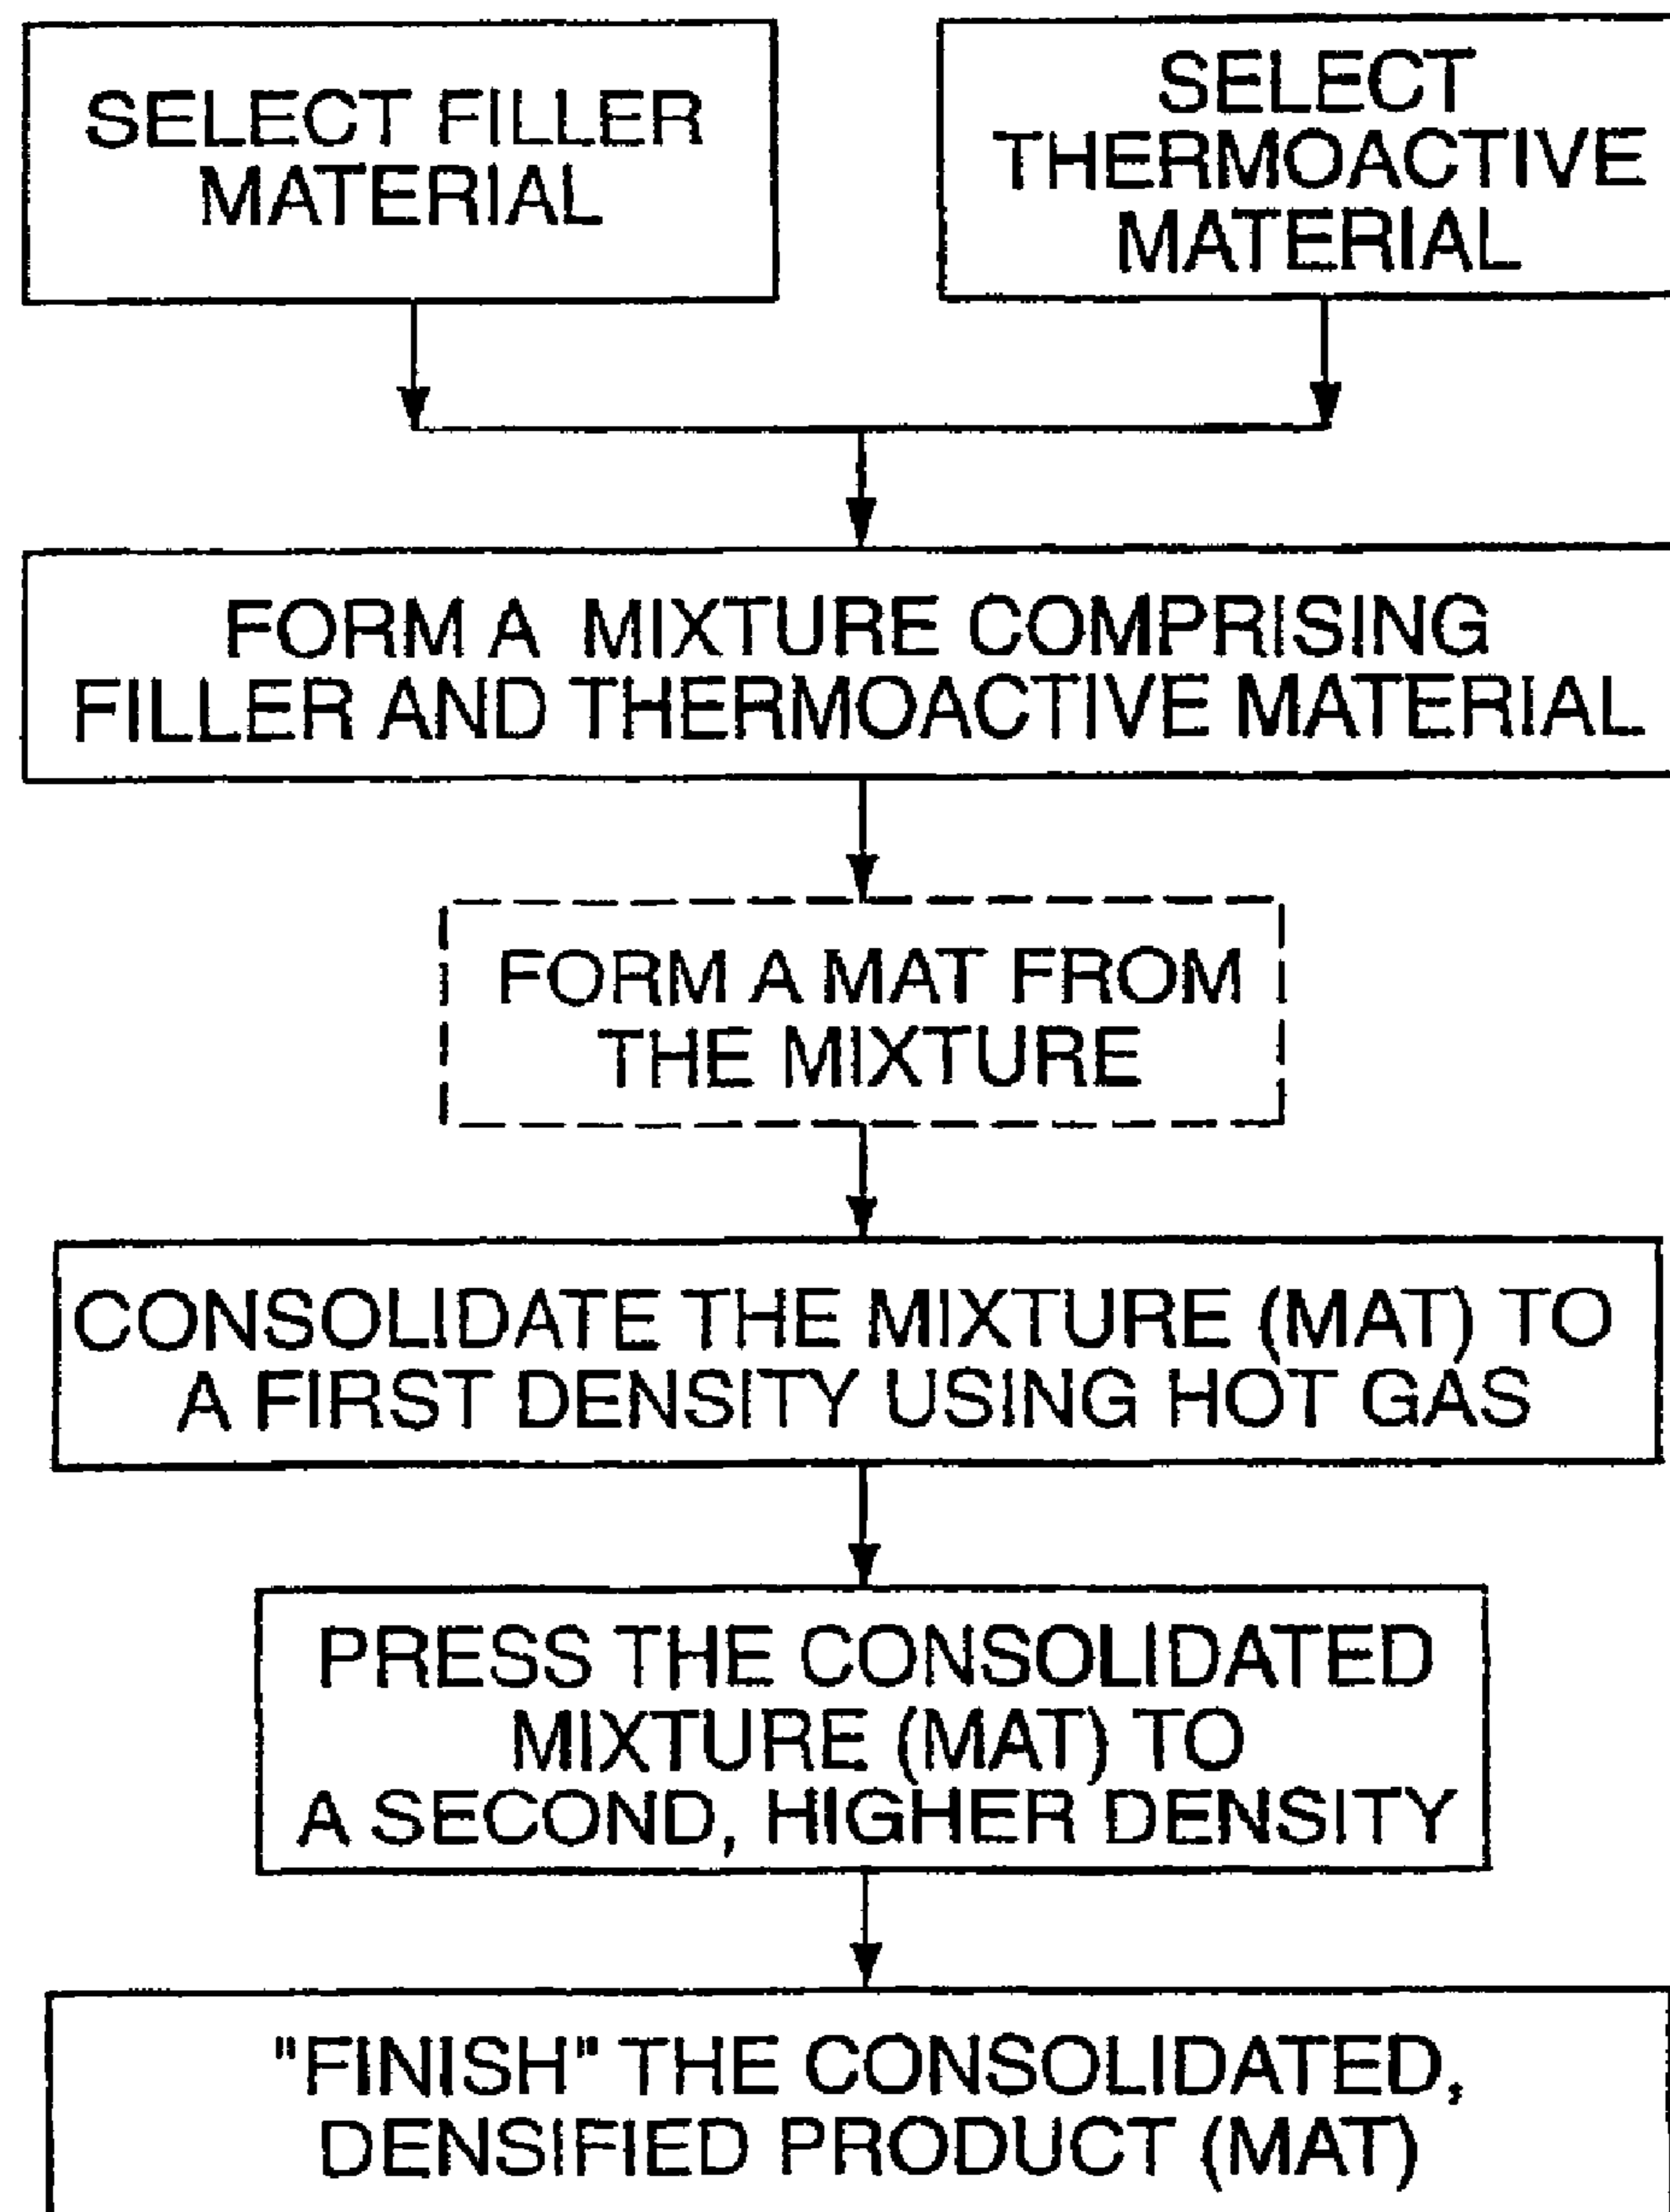 SELECT FILLER
MATERIAL
SELECT
THERMOACTIVE
MATERIAL
FORM A MIXTURE COMPRISING
FILLER AND THERMOACTIVE MATERIAL
FORM A MAT FROM
THE MIXTURE
CONSOLIDATE THE MIXTURE (MAT) TO
A FIRST DENSITY USING HOT GAS
PRESS THE CONSOLIDATED
MIXTURE (MAT) TO
A SECOND, HIGHER DENSITY
"FINISH" THE CONSOLIDATED,
DENSIFIED PRODUCT (MAT)